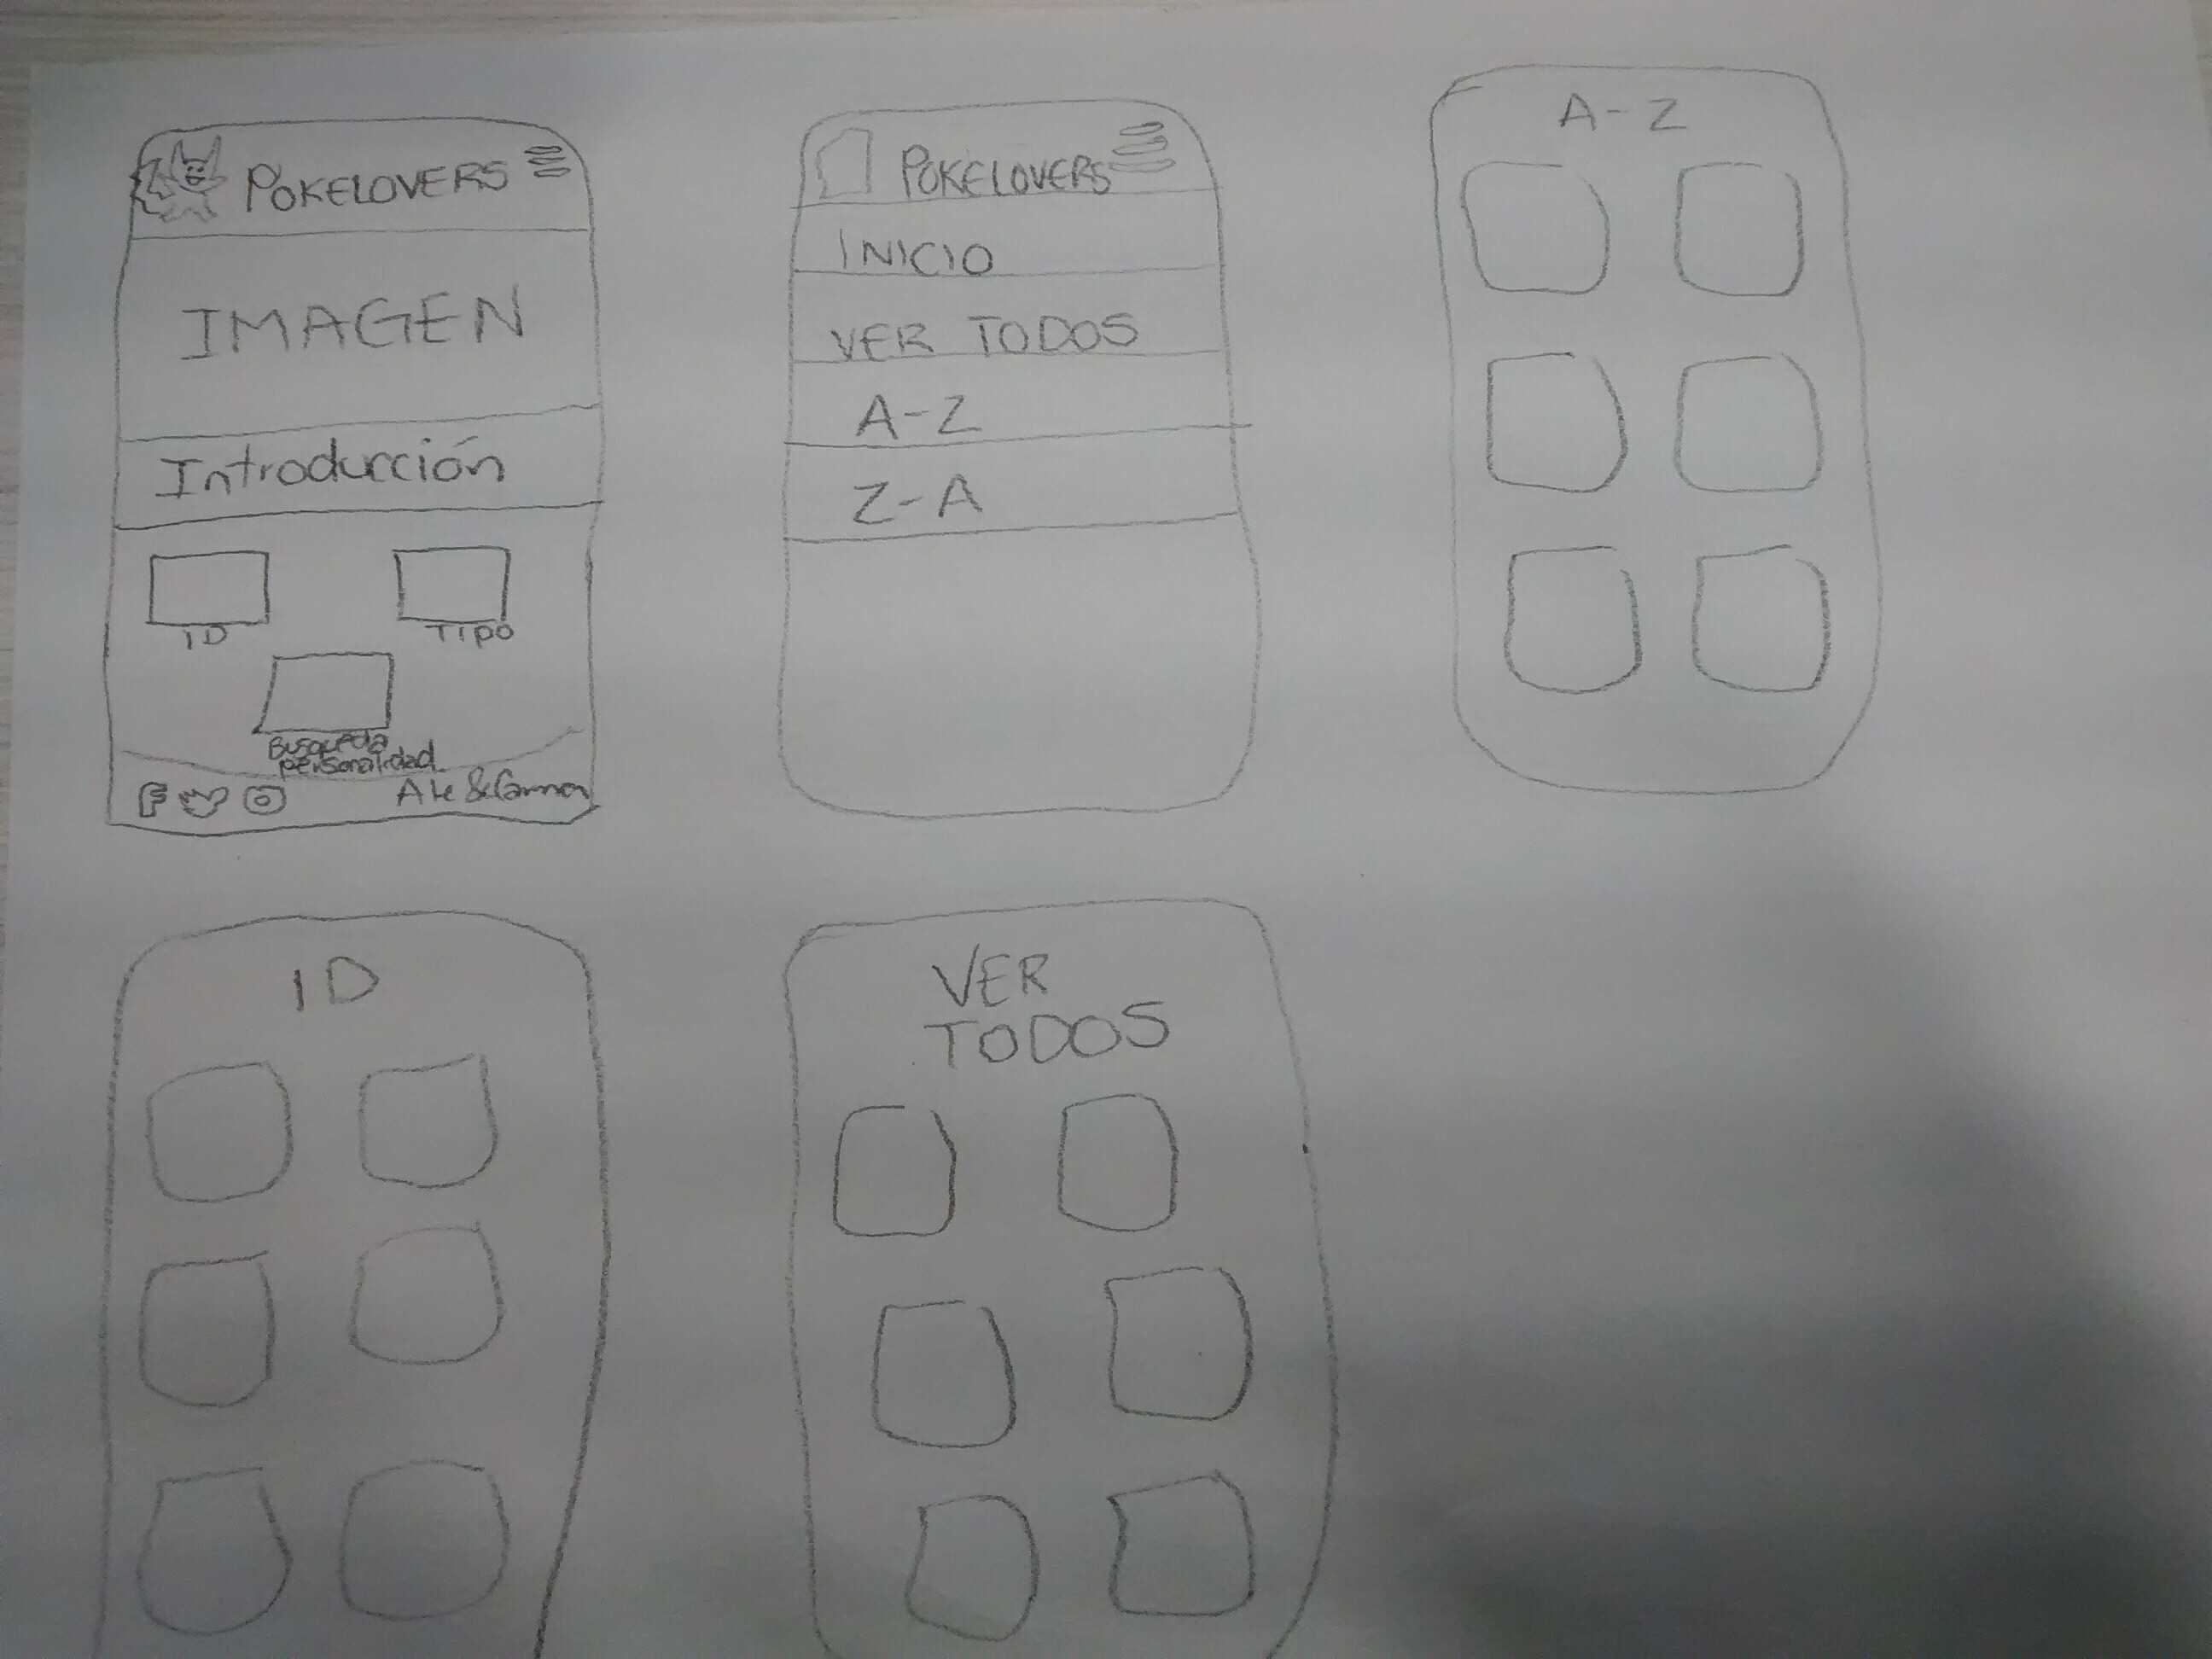 POKELOVERS
IMAGEN
Introducción
ID
Tipo
Busqueda
personalidad
Ale & Carmen
POKELOVERS
INICIO
VER TODOS
A-Z
Z-A
A-Z
ID
VER
TODOS